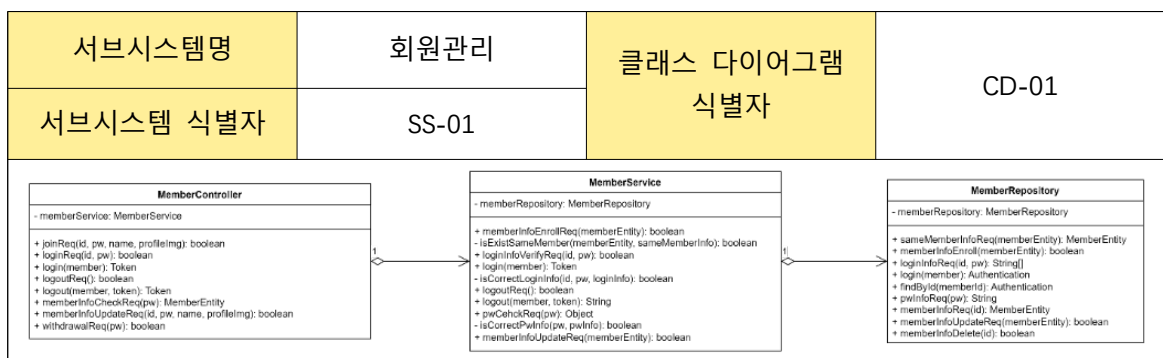 서브시스템명
회원관리
클래스 다이어그램
식별자
CD-01
서브시스템 식별자
SS-01
MemberController
- memberService: MemberService
+ joinReq(id, pw, name, profileImg): boolean
+ loginReq(id, pw): boolean
+ login(member): Token
+ logoutReq(): boolean
+ logout(member, token): Token
+ memberInfoCheckReq(pw): MemberEntity
+ memberInfoUpdateReq(id, pw, name, profileImg): boolean
+ withdrawalReq(pw): boolean
1
MemberService
- memberRepository: MemberRepository
+ memberInfoEnrollReq(memberEntity): boolean
- isExistSameMember(memberEntity, sameMemberInfo): boolean
+ loginInfoVerifyReq(id, pw): boolean
+ login(member): Token
- isCorrectLoginInfo(id, pw, loginInfo): boolean
+ logoutReq(): boolean
+ logout(member, token): String
+ pwCehckReq(pw): Object
- isCorrectPwInfo(pw, pwInfo): boolean
+ memberInfoUpdateReq(memberEntity): boolean
1
MemberRepository
- memberRepository: MemberRepository
+ sameMemberInfoReq(memberEntity): MemberEntity
+ memberInfoEnroll(memberEntity): boolean
+ loginInfoReq(id, pw): String[]
+ login(member): Authentication
+ findById(memberId): Authentication
+ pwInfoReq(pw): String
+ memberInfoReq(id): MemberEntity
+ memberInfoUpdateReq(memberEntity): boolean
+ memberInfoDelete(id): boolean